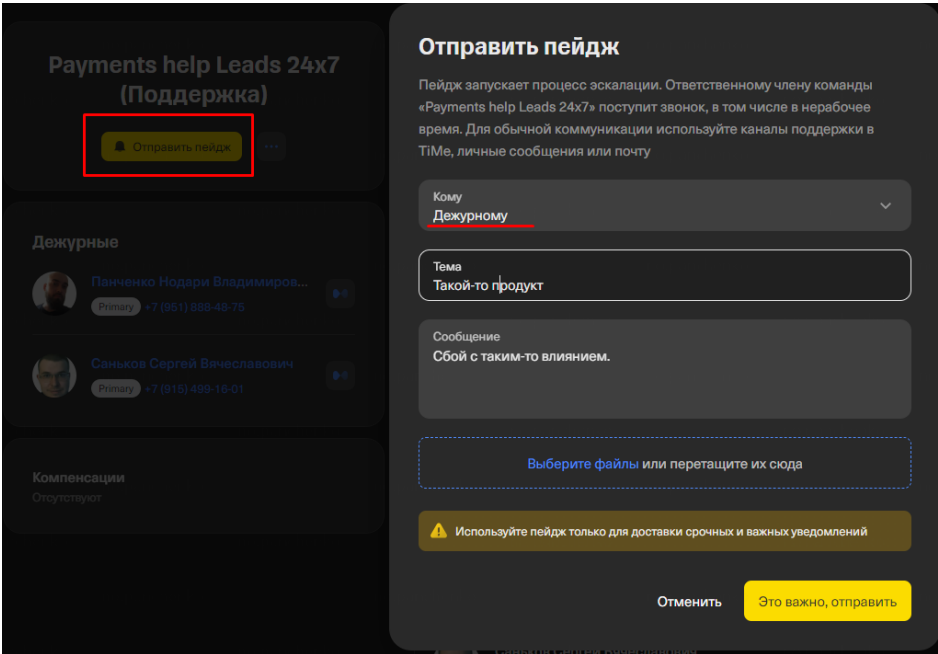 Payments help Leads 24x7
(Поддержка)
Отправить пейдж
Дежурные
Панченко Нодари Владимиров...
Primary +7 (951) 888-48-75
Саньков Сергей Вячеславович
Primary +7 (915) 499-16-01
Компенсации
Отсутствуют
Отправить пейдж
Пейдж запускает процесс эскалации. Ответственному члену команды
«Payments help Leads 24x7» поступит звонок, в том числе в нерабочее
время. Для обычной коммуникации используйте каналы поддержки в
TiMe, личные сообщения или почту
Кому
Дежурному
Тема
Такой-то продукт
Сообщение
Сбой с таким-то влиянием.
Выберите файлы или перетащите их сюда
Используйте пейдж только для доставки срочных и важных уведомлений
Отменить
Это важно, отправить